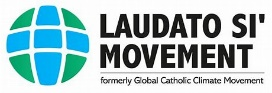 LAUDATO SI'
MOVEMENT
formerly Global Catholic Climate Movement